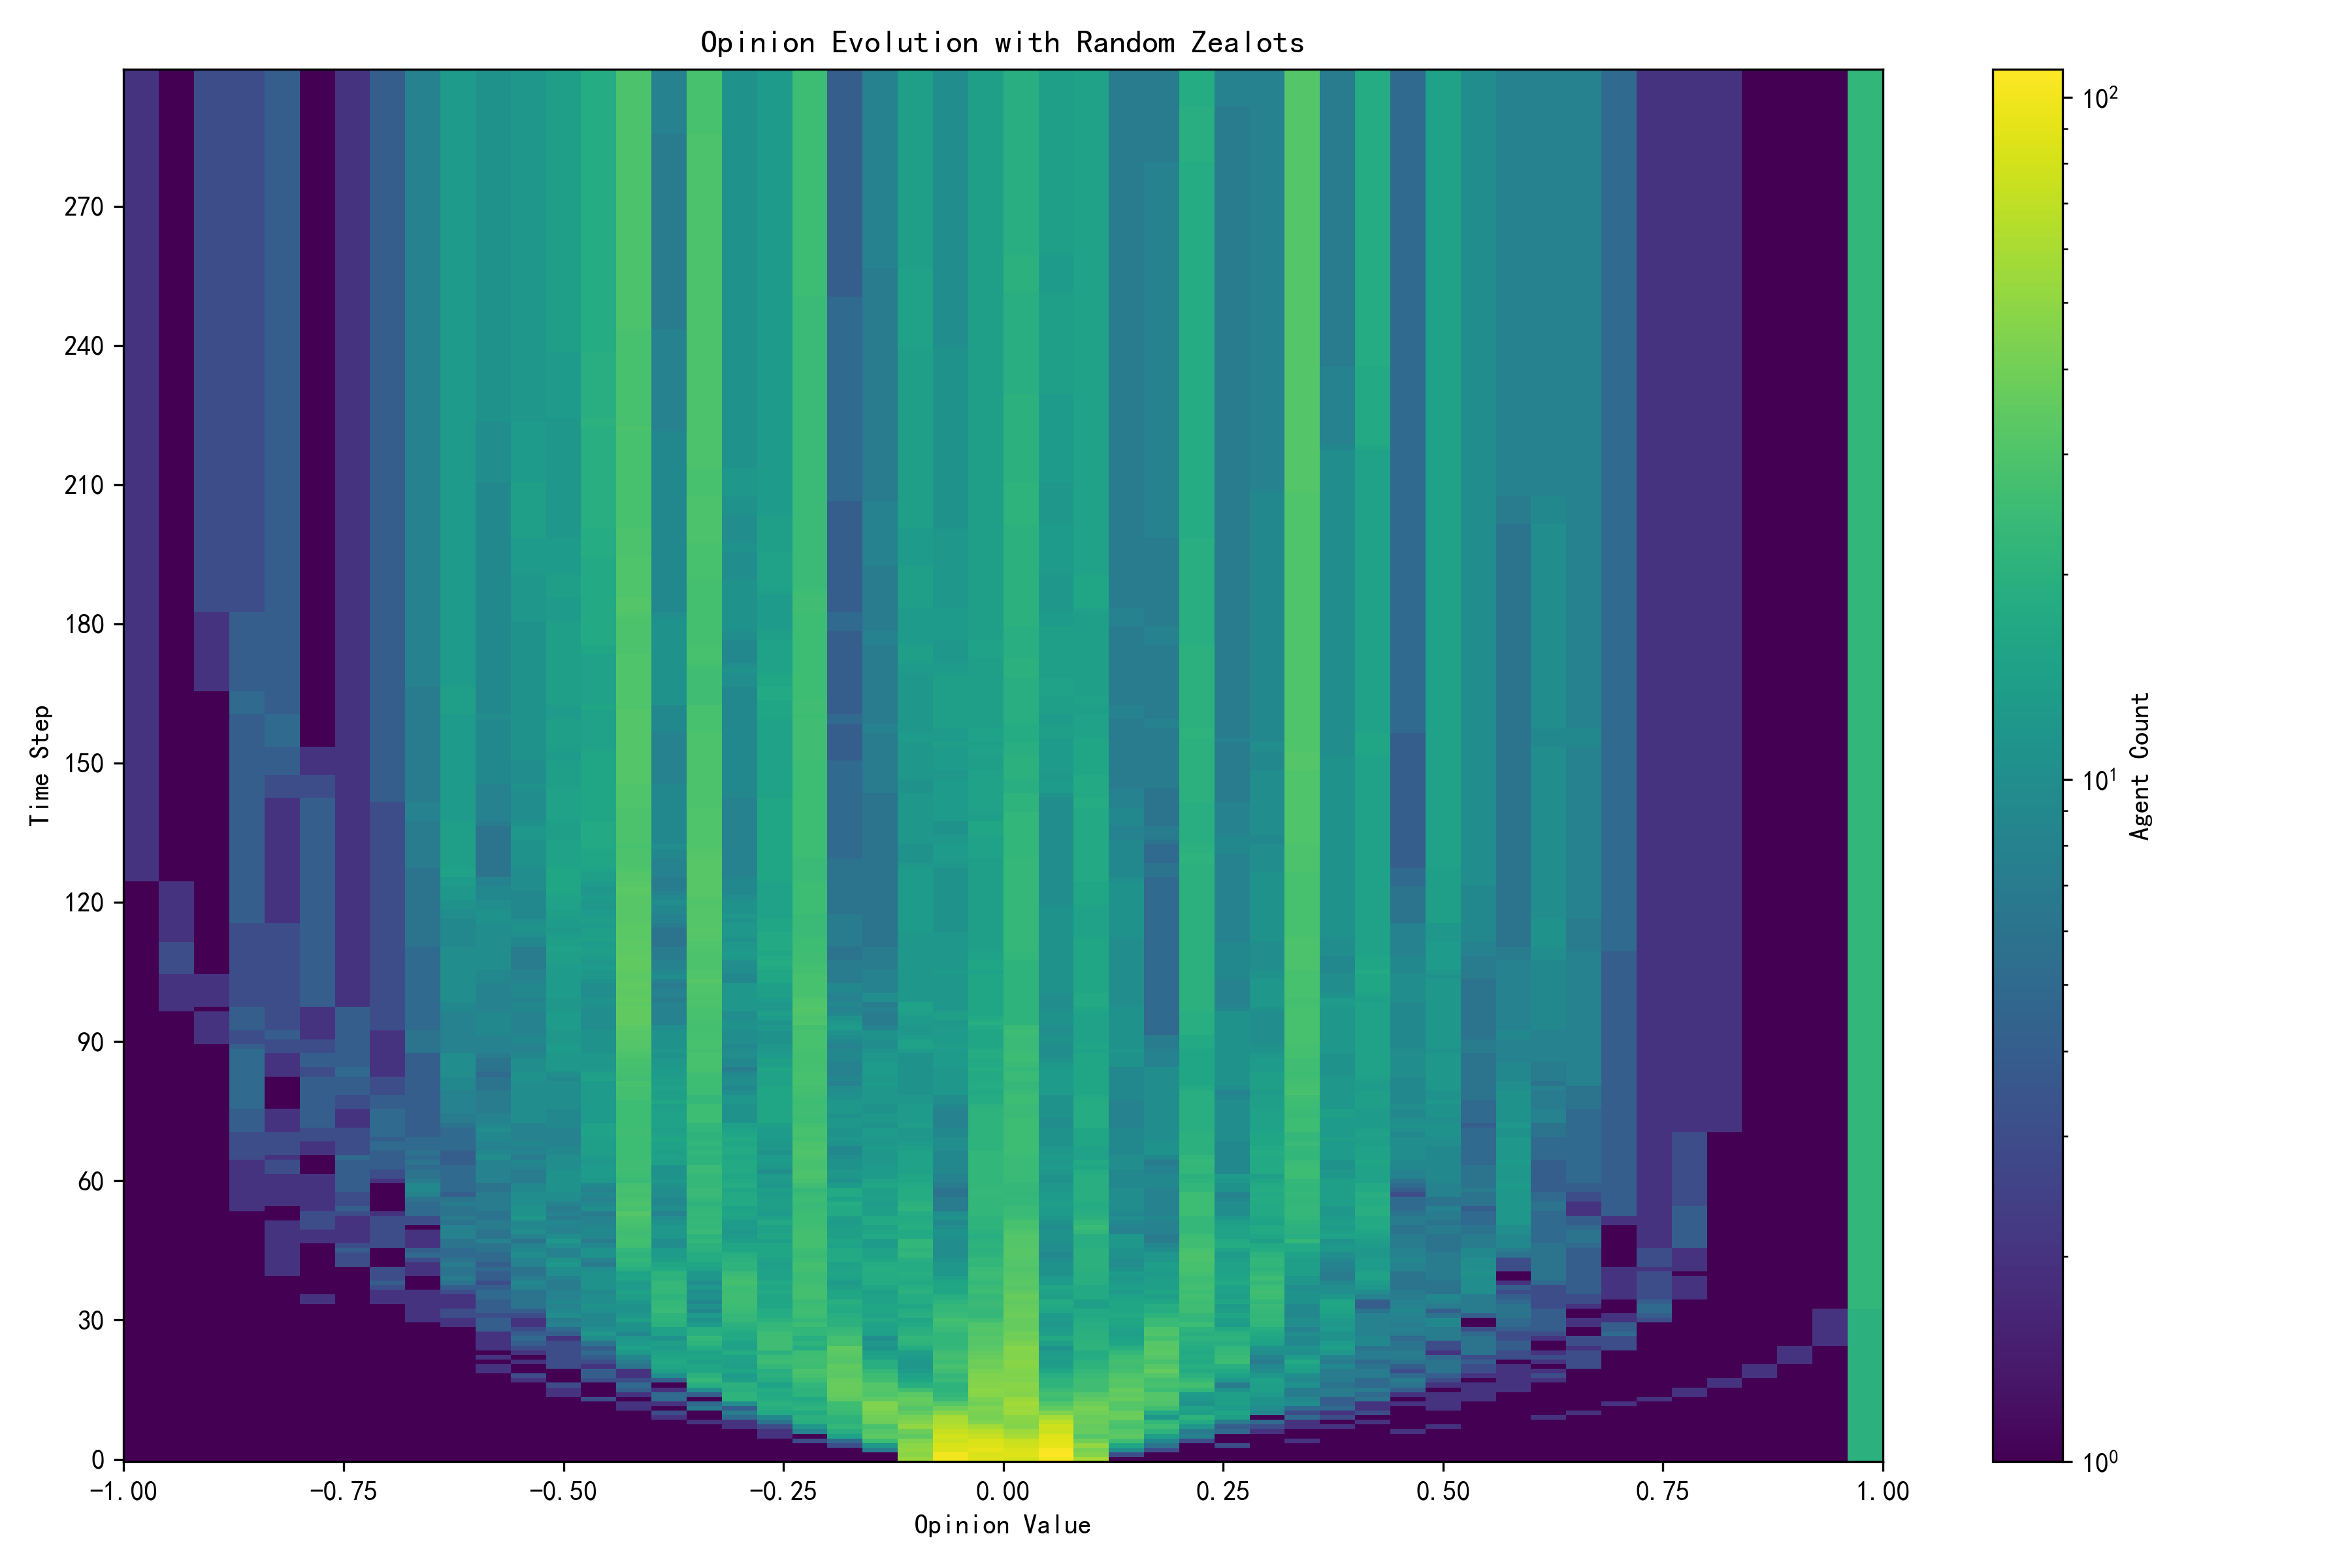 Opinion Evolution with Random Zealots
Time Step
270
240
210
180
150
120
90
60
30
0
−1.00 −0.75 −0.50 −0.25 0.00 0.25 0.50 0.75 1.00
Opinion Value
10²
10¹
10⁰
Agent Count